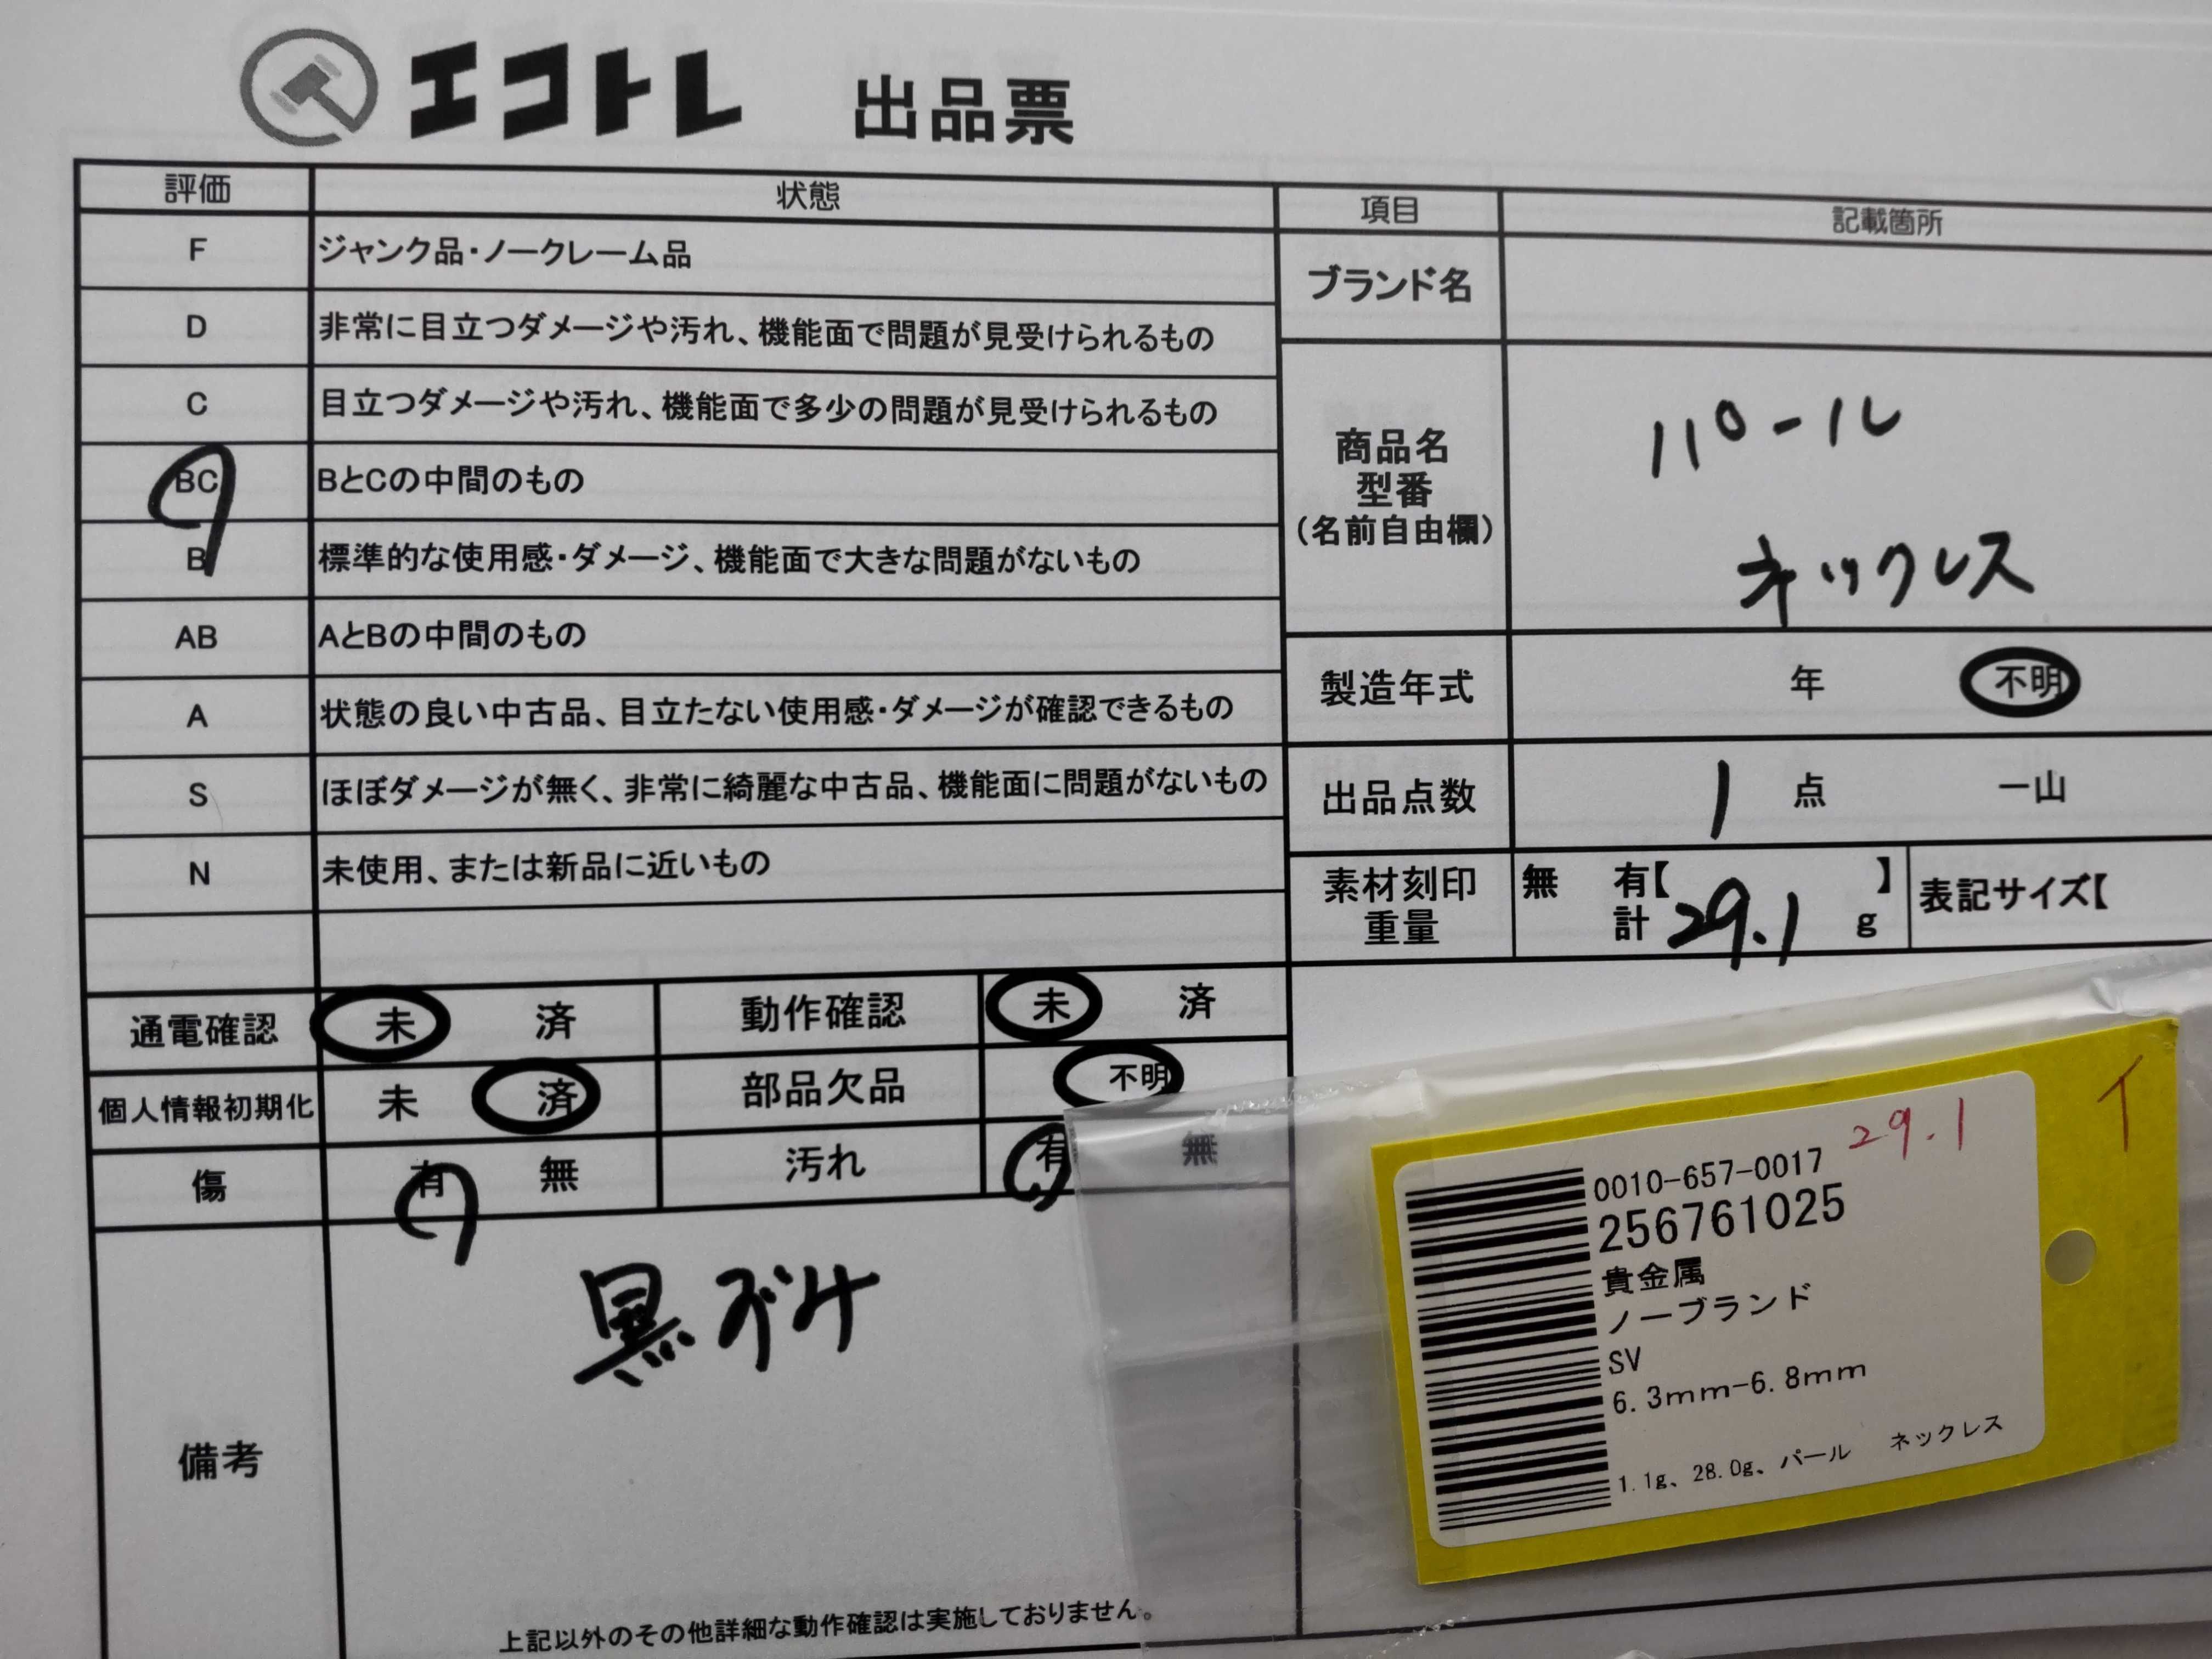 エコトレ 出品票
評価 状態
F ジャンク品・ノークレーム品
D 非常に目立つダメージや汚れ、機能面で問題が見受けられるもの
C 目立つダメージや汚れ、機能面で多少の問題が見受けられるもの
BC BとCの中間のもの
B 標準的な使用感・ダメージ、機能面で大きな問題がないもの
AB AとBの中間のもの
A 状態の良い中古品、目立たない使用感・ダメージが確認できるもの
S ほぼダメージが無く、非常に綺麗な中古品、機能面に問題がないもの
N 未使用、または新品に近いもの
通電確認 未 済 動作確認 未 済
個人情報初期化 未 済 部品欠品 不明
傷 有 無 汚れ 有 無
備考
黒ずみ
上記以外のその他詳細な動作確認は実施しておりません。
項目 記載箇所
ブランド名
商品名
型番
(名前自由欄)
パール
ネックレス
製造年式 年 不明
出品点数 1 点 一山
素材刻印 無 有【 】 表記サイズ【
重量 計 29.1 g
29.1
0010-657-0017
256761025
貴金属
ノーブランド
SV
6.3mm-6.8mm
1.1g、28.0g、パール ネックレス